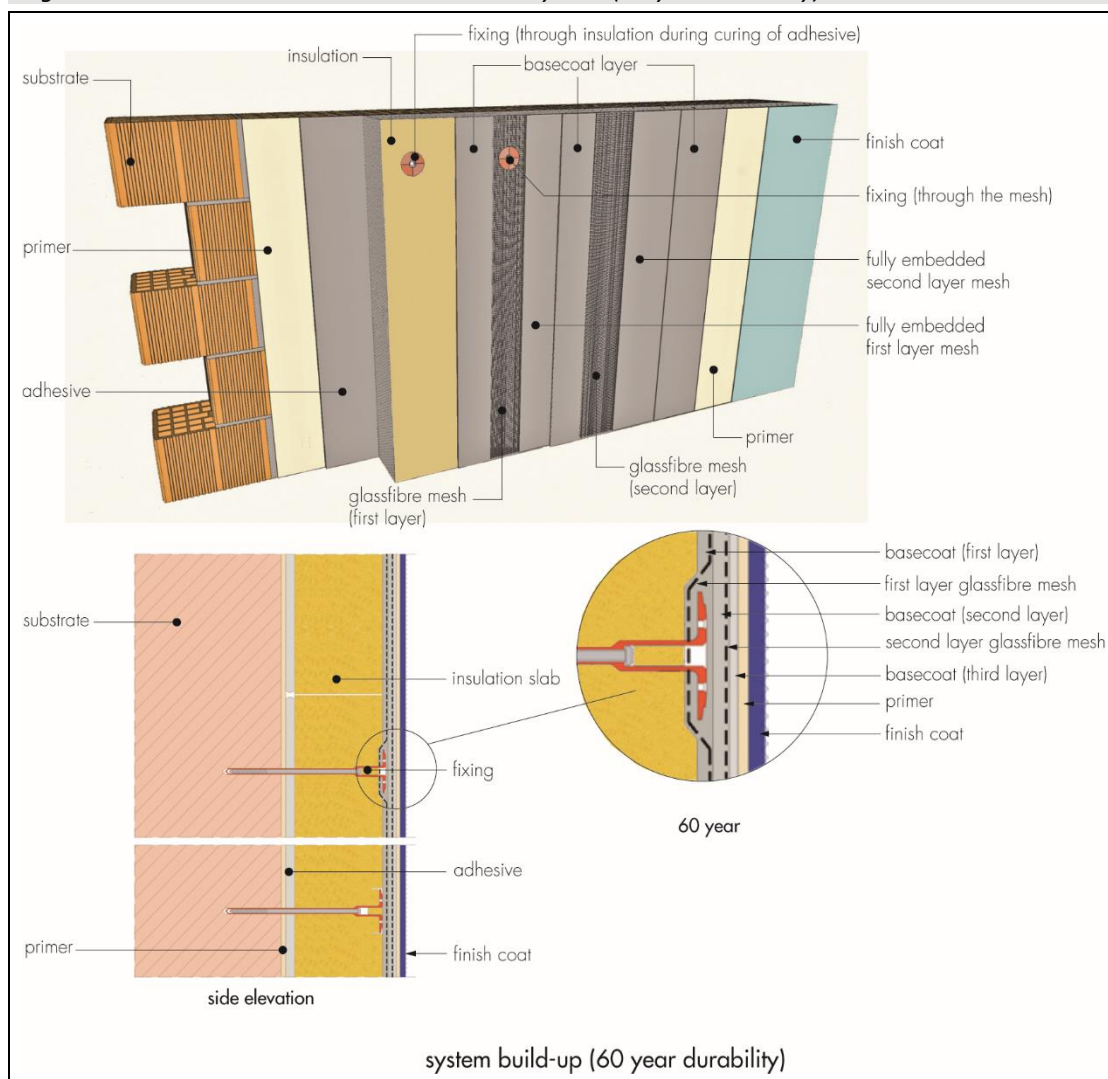 fixing (through insulation during curing of adhesive)
insulation
basecoat layer
substrate
finish coat
fixing (through the mesh)
primer
fully embedded
second layer mesh
fully embedded
first layer mesh
adhesive
primer
glassfibre mesh
(second layer)
glassfibre mesh
(first layer)
basecoat (first layer)
first layer glassfibre mesh
substrate
basecoat (second layer)
second layer glassfibre mesh
insulation slab
basecoat (third layer)
primer
finish coat
fixing
60 year
adhesive
primer
finish coat
side elevation
system build-up (60 year durability)